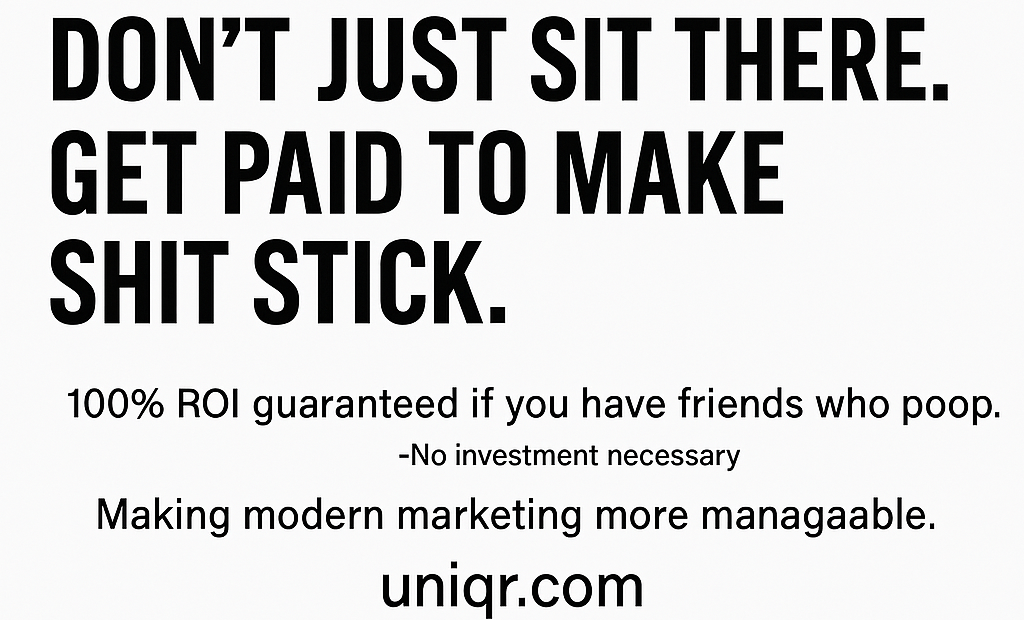 DON’T JUST SIT THERE.
GET PAID TO MAKE
SHIT STICK.
100% ROI guaranteed if you have friends who poop.
-No investment necessary
Making modern marketing more managaable.
uniqr.com